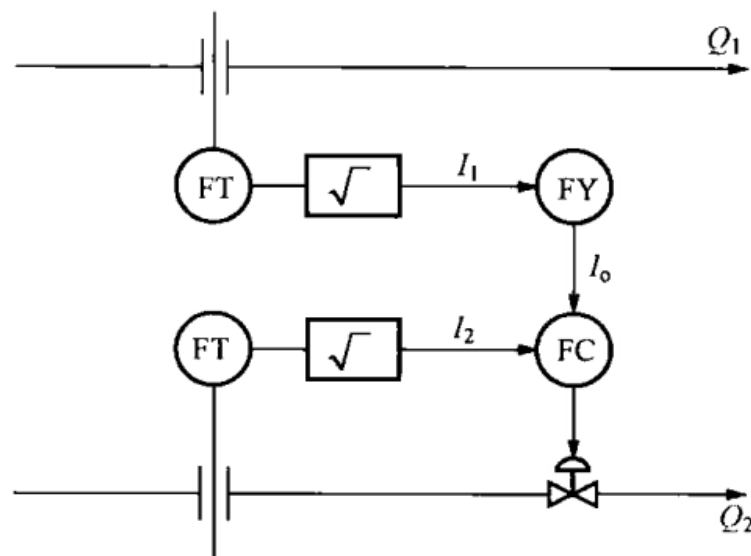 Q₁
FT √ I₁ FY
Iₒ
FT √ I₂ FC
Q₂